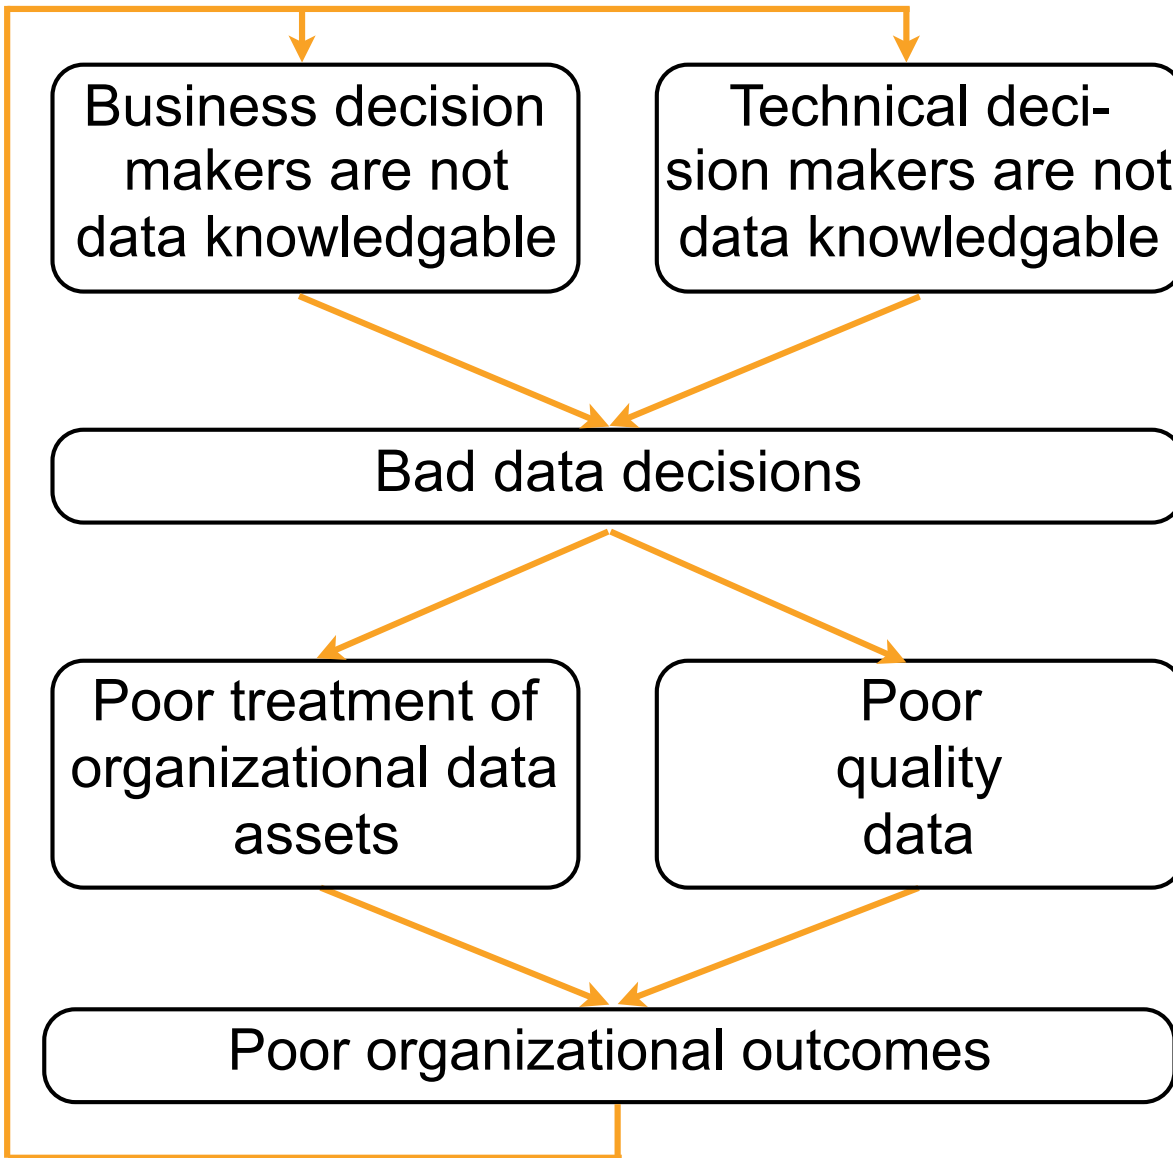 Business decision
makers are not
data knowledgable
Technical deci-
sion makers are not
data knowledgable
Bad data decisions
Poor treatment of
organizational data
assets
Poor
quality
data
Poor organizational outcomes